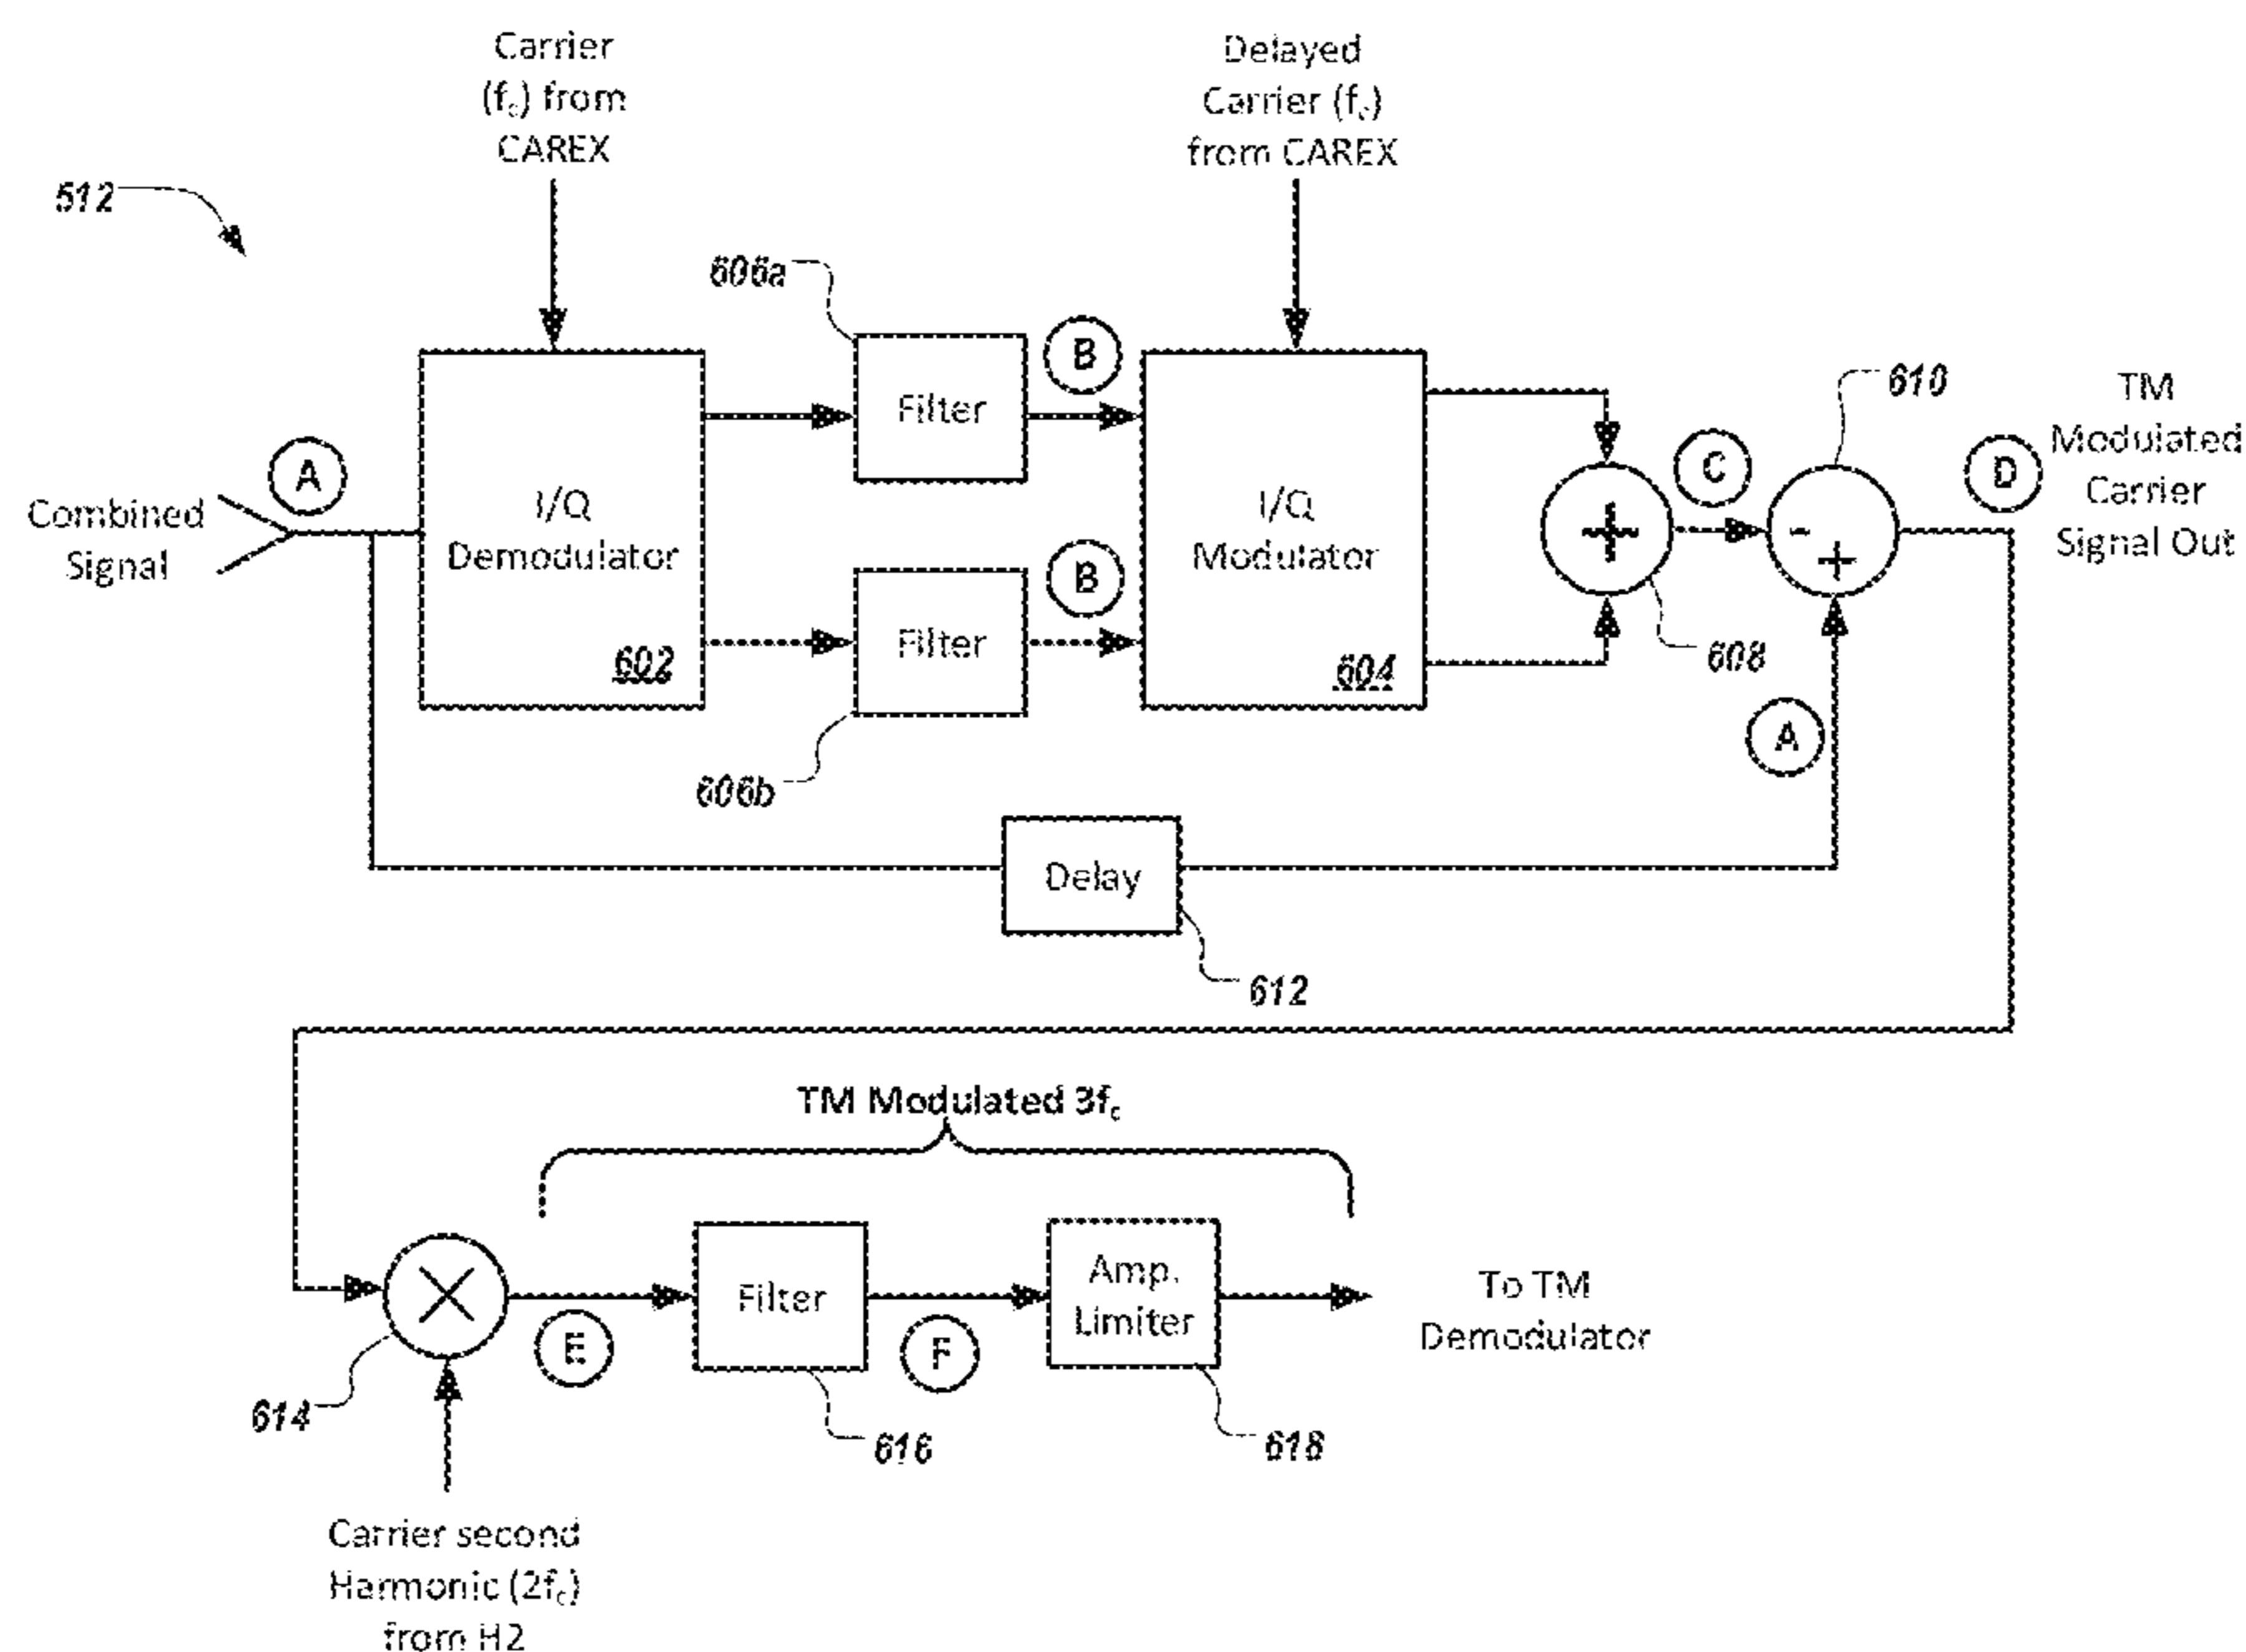 Carrier
(fc) from
CAREX
Delayed
Carrier (fc)
from CAREX
512
606a
Filter
B
610
TM
Modulated
Carrier
Signal Out
A
Combined
Signal
I/Q
Demodulator
602
I/Q
Modulator
604
+
C
-
+
D
B
Filter
606b
608
A
Delay
612
TM Modulated 3fc
614
E
Filter
616
F
Amp.
Limiter
618
To TM
Demodulator
Carrier second
Harmonic (2fc)
from H2